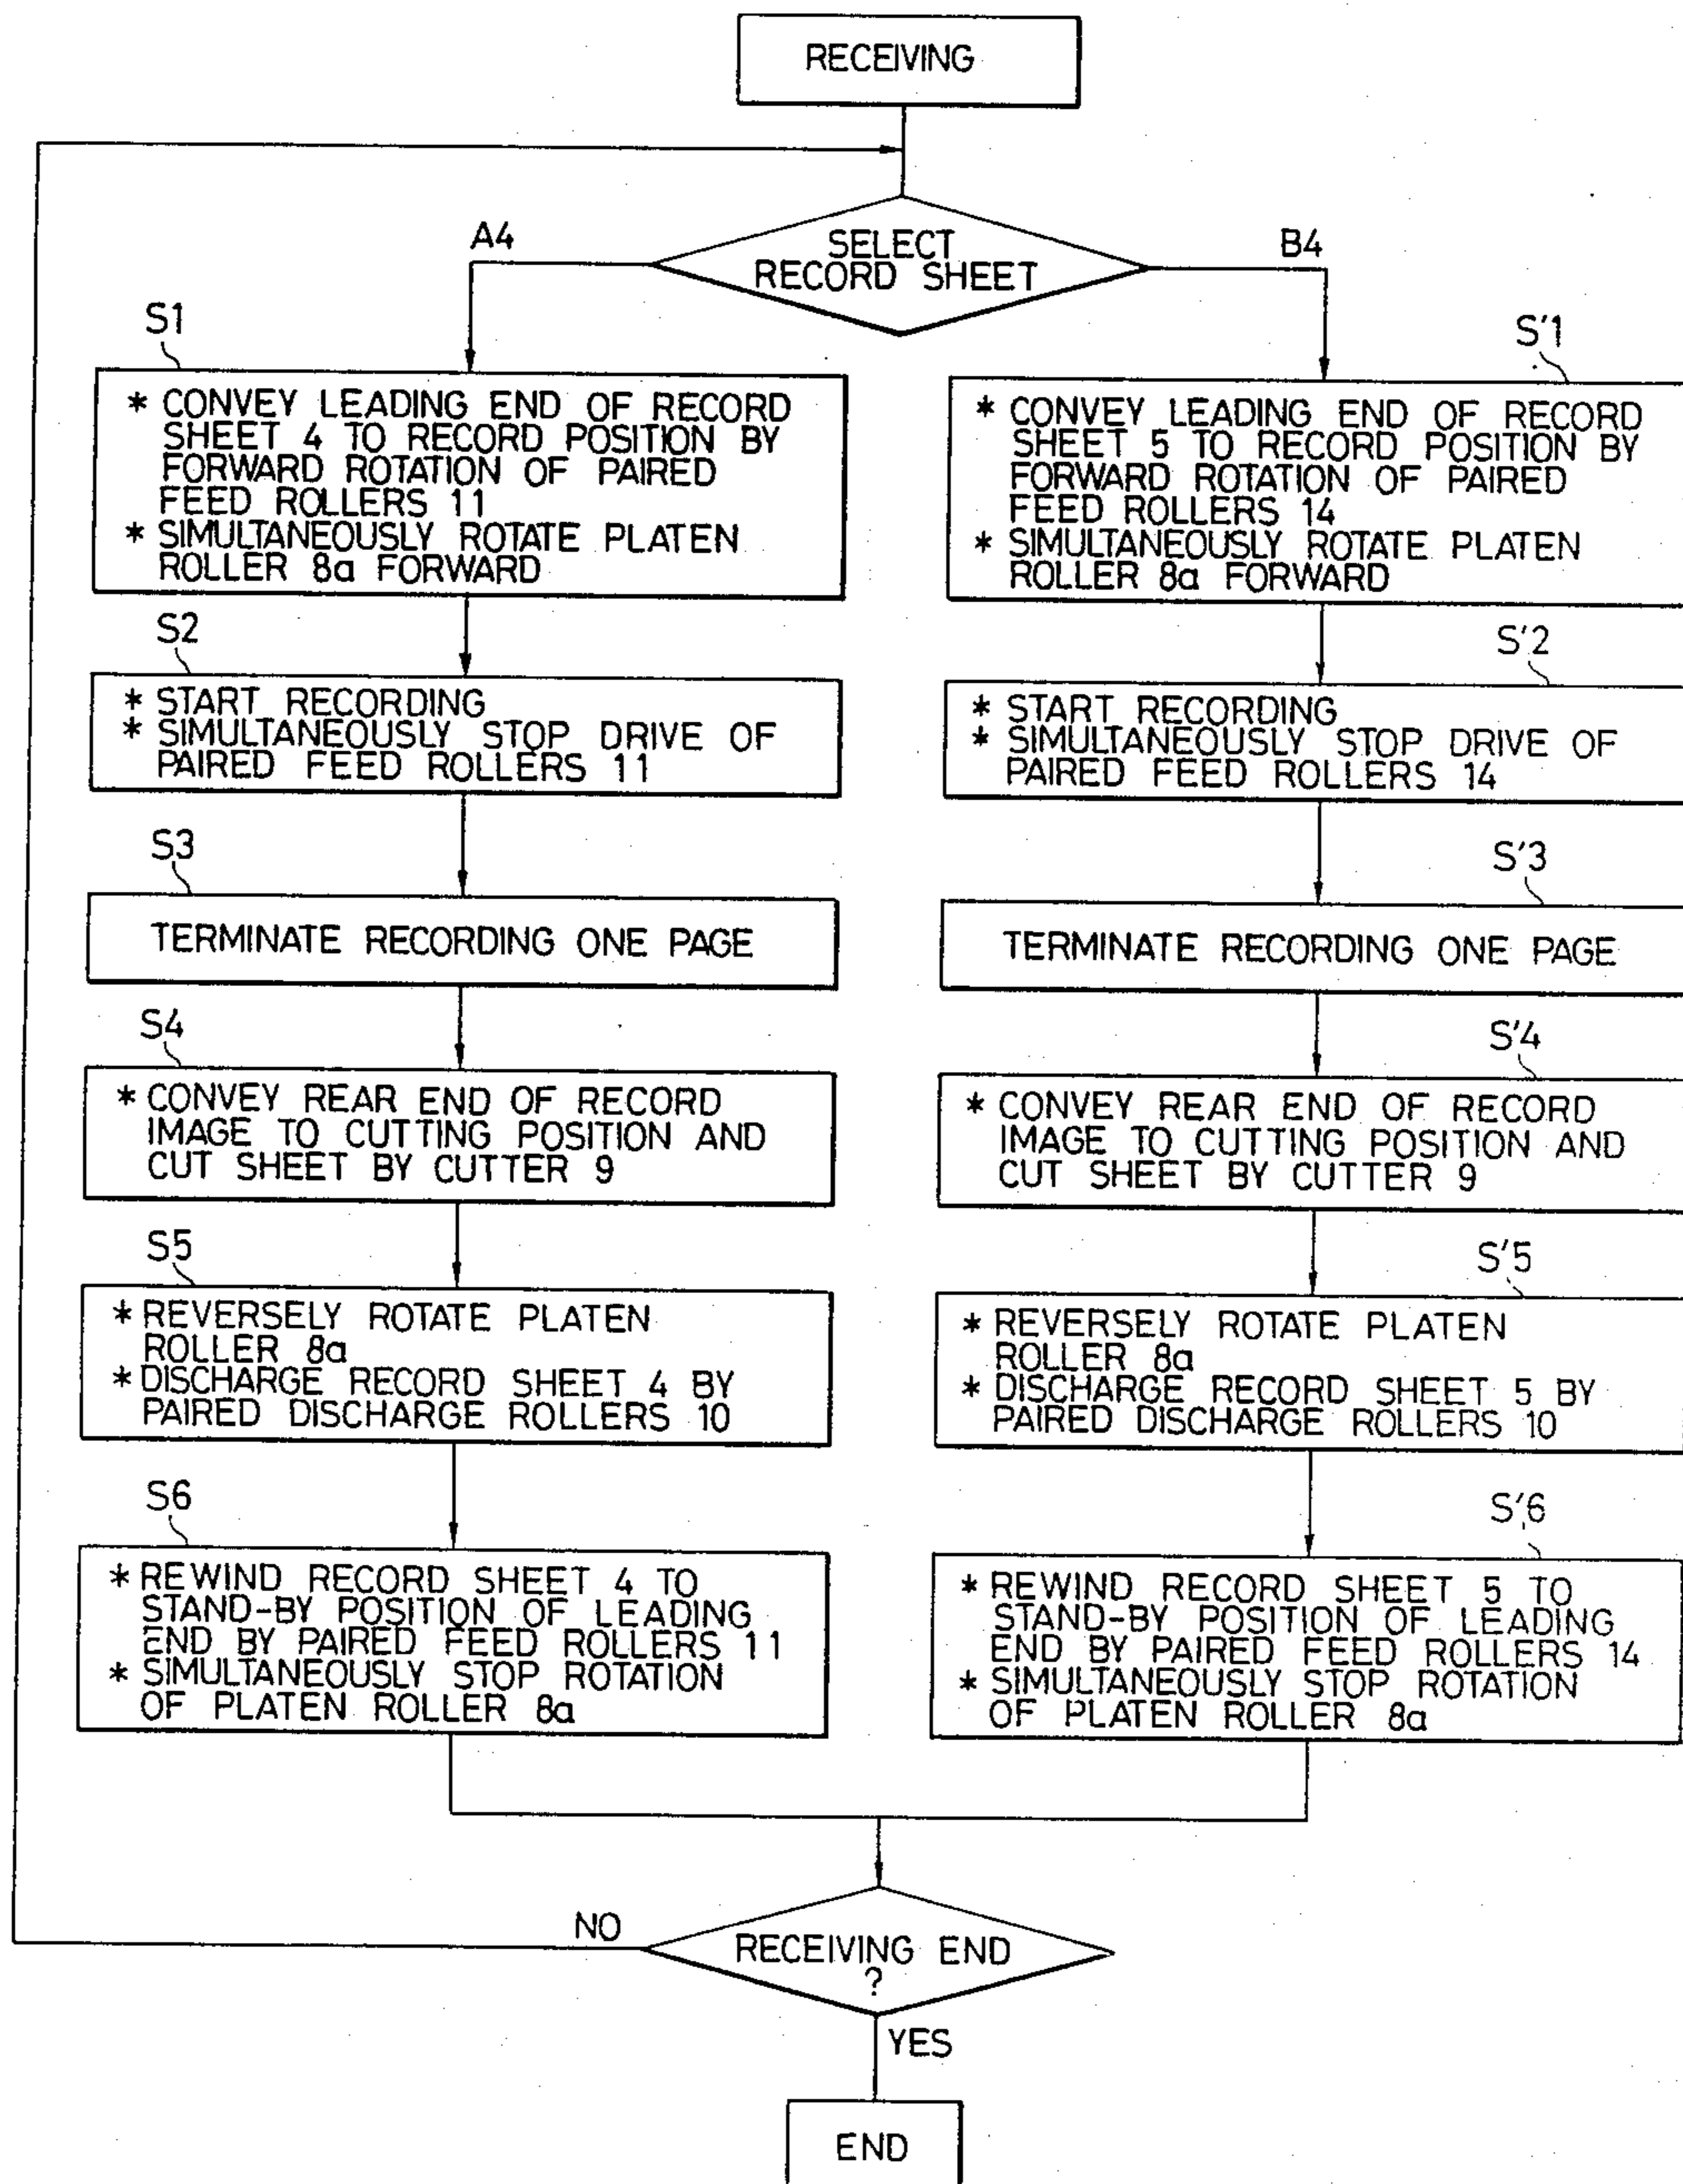 RECEIVING
SELECT
RECORD SHEET
A4
B4
S1
* CONVEY LEADING END OF RECORD
SHEET 4 TO RECORD POSITION BY
FORWARD ROTATION OF PAIRED
FEED ROLLERS 11
* SIMULTANEOUSLY ROTATE PLATEN
ROLLER 8a FORWARD
S2
* START RECORDING
* SIMULTANEOUSLY STOP DRIVE OF
PAIRED FEED ROLLERS 11
S3
TERMINATE RECORDING ONE PAGE
S4
* CONVEY REAR END OF RECORD
IMAGE TO CUTTING POSITION AND
CUT SHEET BY CUTTER 9
S5
* REVERSELY ROTATE PLATEN
ROLLER 8a
* DISCHARGE RECORD SHEET 4 BY
PAIRED DISCHARGE ROLLERS 10
S6
* REWIND RECORD SHEET 4 TO
STAND-BY POSITION OF LEADING
END BY PAIRED FEED ROLLERS 11
* SIMULTANEOUSLY STOP ROTATION
OF PLATEN ROLLER 8a
S'1
* CONVEY LEADING END OF RECORD
SHEET 5 TO RECORD POSITION BY
FORWARD ROTATION OF PAIRED
FEED ROLLERS 14
* SIMULTANEOUSLY ROTATE PLATEN
ROLLER 8a FORWARD
S'2
* START RECORDING
* SIMULTANEOUSLY STOP DRIVE OF
PAIRED FEED ROLLERS 14
S'3
TERMINATE RECORDING ONE PAGE
S'4
* CONVEY REAR END OF RECORD
IMAGE TO CUTTING POSITION AND
CUT SHEET BY CUTTER 9
S'5
* REVERSELY ROTATE PLATEN
ROLLER 8a
* DISCHARGE RECORD SHEET 5 BY
PAIRED DISCHARGE ROLLERS 10
S'6
* REWIND RECORD SHEET 5 TO
STAND-BY POSITION OF LEADING
END BY PAIRED FEED ROLLERS 14
* SIMULTANEOUSLY STOP ROTATION
OF PLATEN ROLLER 8a
NO
RECEIVING END
?
YES
END